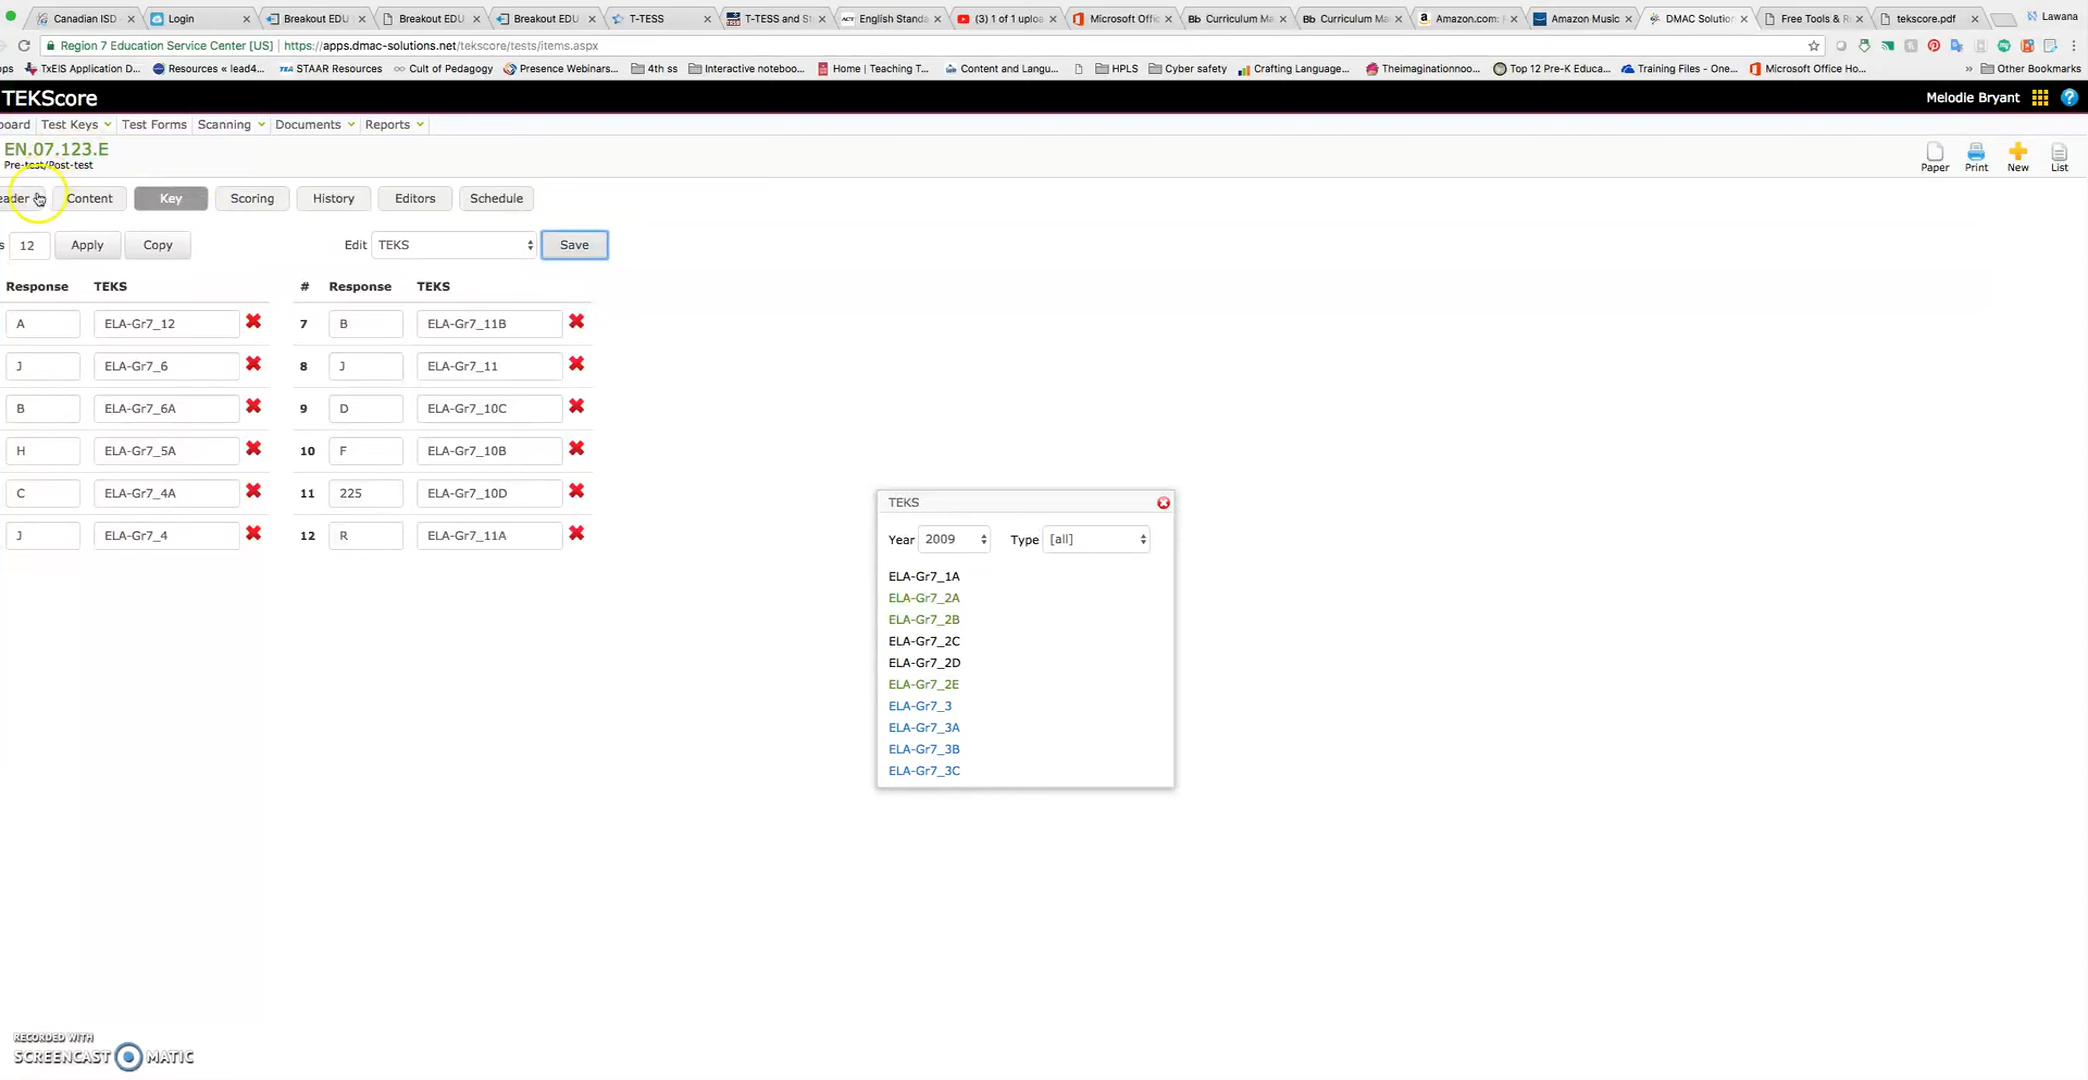 Canadian ISD -
Login
Breakout EDU
Breakout EDU
Breakout EDU
T-TESS
T-TESS and St
ACT English Standa
(3) 1 of 1 uploa
Microsoft Offic
Bb Curriculum Ma
Bb Curriculum Ma
Amazon.com:
Amazon Music
DMAC Solution
Free Tools & R
tekscore.pdf
Lawana
Region 7 Education Service Center [US] https://apps.dmac-solutions.net/tekscore/tests/items.aspx
pps TxEIS Application D... Resources « lead4... TEA STAAR Resources Cult of Pedagogy Presence Webinars... 4th ss Interactive noteboo... Home | Teaching T... Content and Langu... HPLS Cyber safety Crafting Language... Theimaginationnoo... Top 12 Pre-K Educa... Training Files - One... Microsoft Office Ho... » Other Bookmarks
TEKScore
Melodie Bryant ?
board Test Keys Test Forms Scanning Documents Reports
EN.07.123.E
Pre-test/Post-test
Paper Print New List
eader Content Key Scoring History Editors Schedule
s 12 Apply Copy Edit TEKS Save
Response TEKS # Response TEKS
A ELA-Gr7_12 7 B ELA-Gr7_11B
J ELA-Gr7_6 8 J ELA-Gr7_11
B ELA-Gr7_6A 9 D ELA-Gr7_10C
H ELA-Gr7_5A 10 F ELA-Gr7_10B
C ELA-Gr7_4A 11 225 ELA-Gr7_10D
J ELA-Gr7_4 12 R ELA-Gr7_11A
TEKS
Year 2009 Type [all]
ELA-Gr7_1A
ELA-Gr7_2A
ELA-Gr7_2B
ELA-Gr7_2C
ELA-Gr7_2D
ELA-Gr7_2E
ELA-Gr7_3
ELA-Gr7_3A
ELA-Gr7_3B
ELA-Gr7_3C
RECORDED WITH
SCREENCAST MATIC